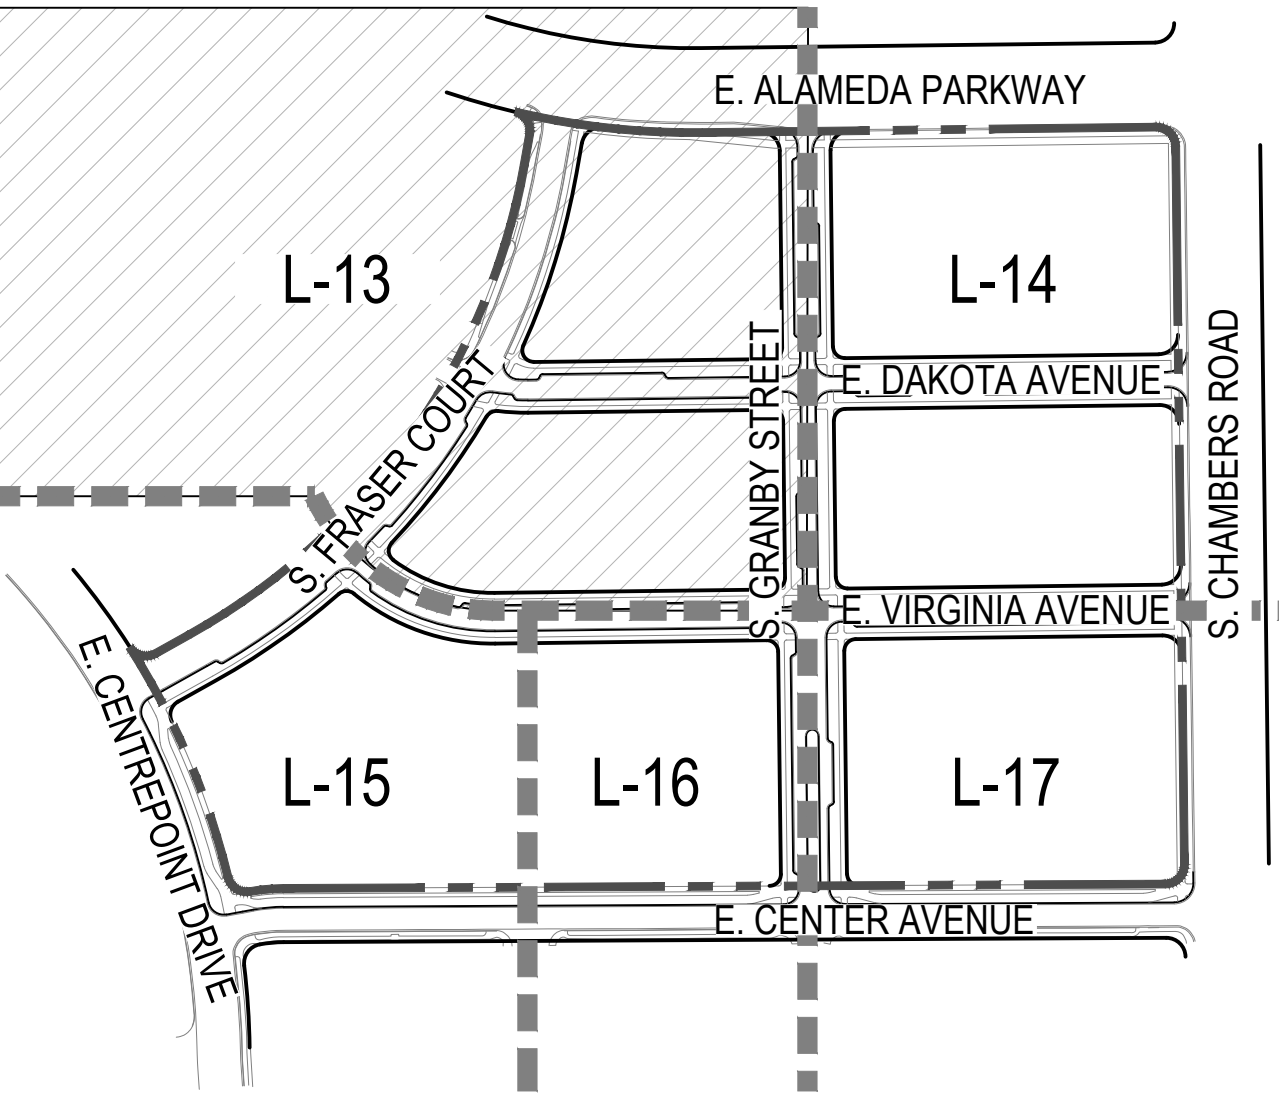 E. ALAMEDA PARKWAY
L-13
L-14
E. DAKOTA AVENUE
S. GRANBY STREET
S. CHAMBERS ROAD
S. FRASER COURT
E. VIRGINIA AVENUE
E. CENTREPOINT DRIVE
L-15
L-16
L-17
E. CENTER AVENUE